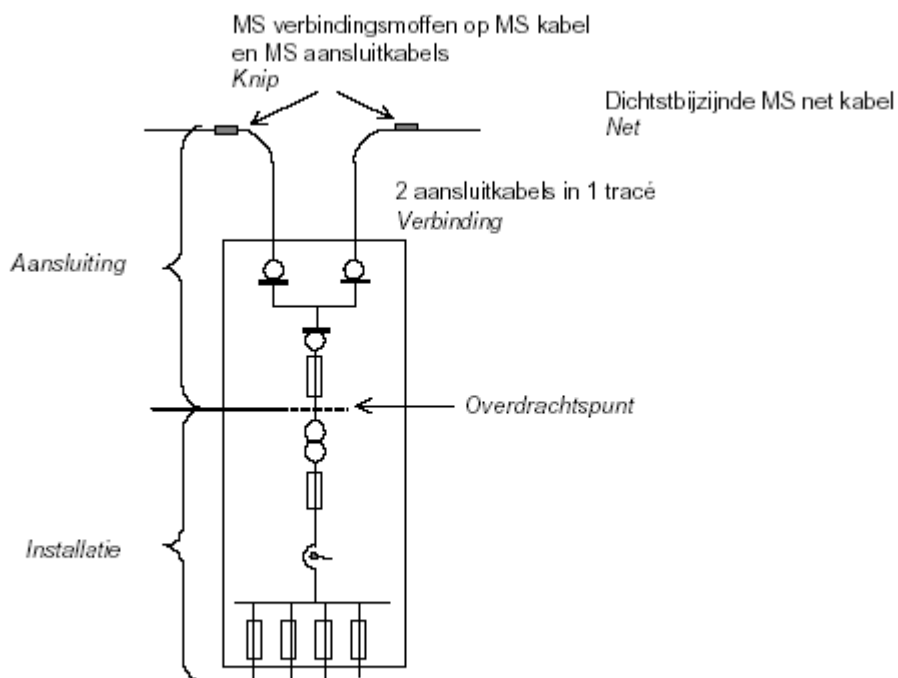 MS verbindingsmoffen op MS kabel
en MS aansluitkabels
Knip
Dichtstbijzijnde MS net kabel
Net
2 aansluitkabels in 1 tracé
Verbinding
Aansluiting
Overdrachtspunt
Installatie